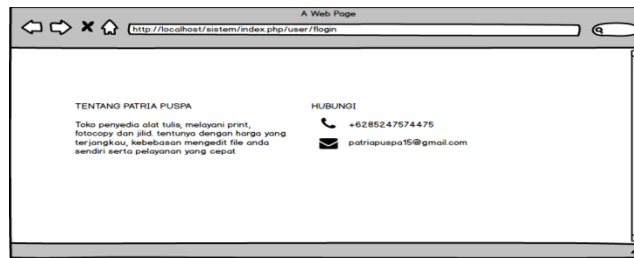 A Web Page
http://localhost/sistem/index.php/user/flogin
TENTANG PATRIA PUSPA
Toko penyedia alat tulis, melayani print,
fotocopy dan jilid. tentunya dengan harga yang
terjangkau, kebebasan mengedit file anda
sendiri serta pelayanan yang cepat
HUBUNGI
+6285247574475
patriapuspa15@gmail.com